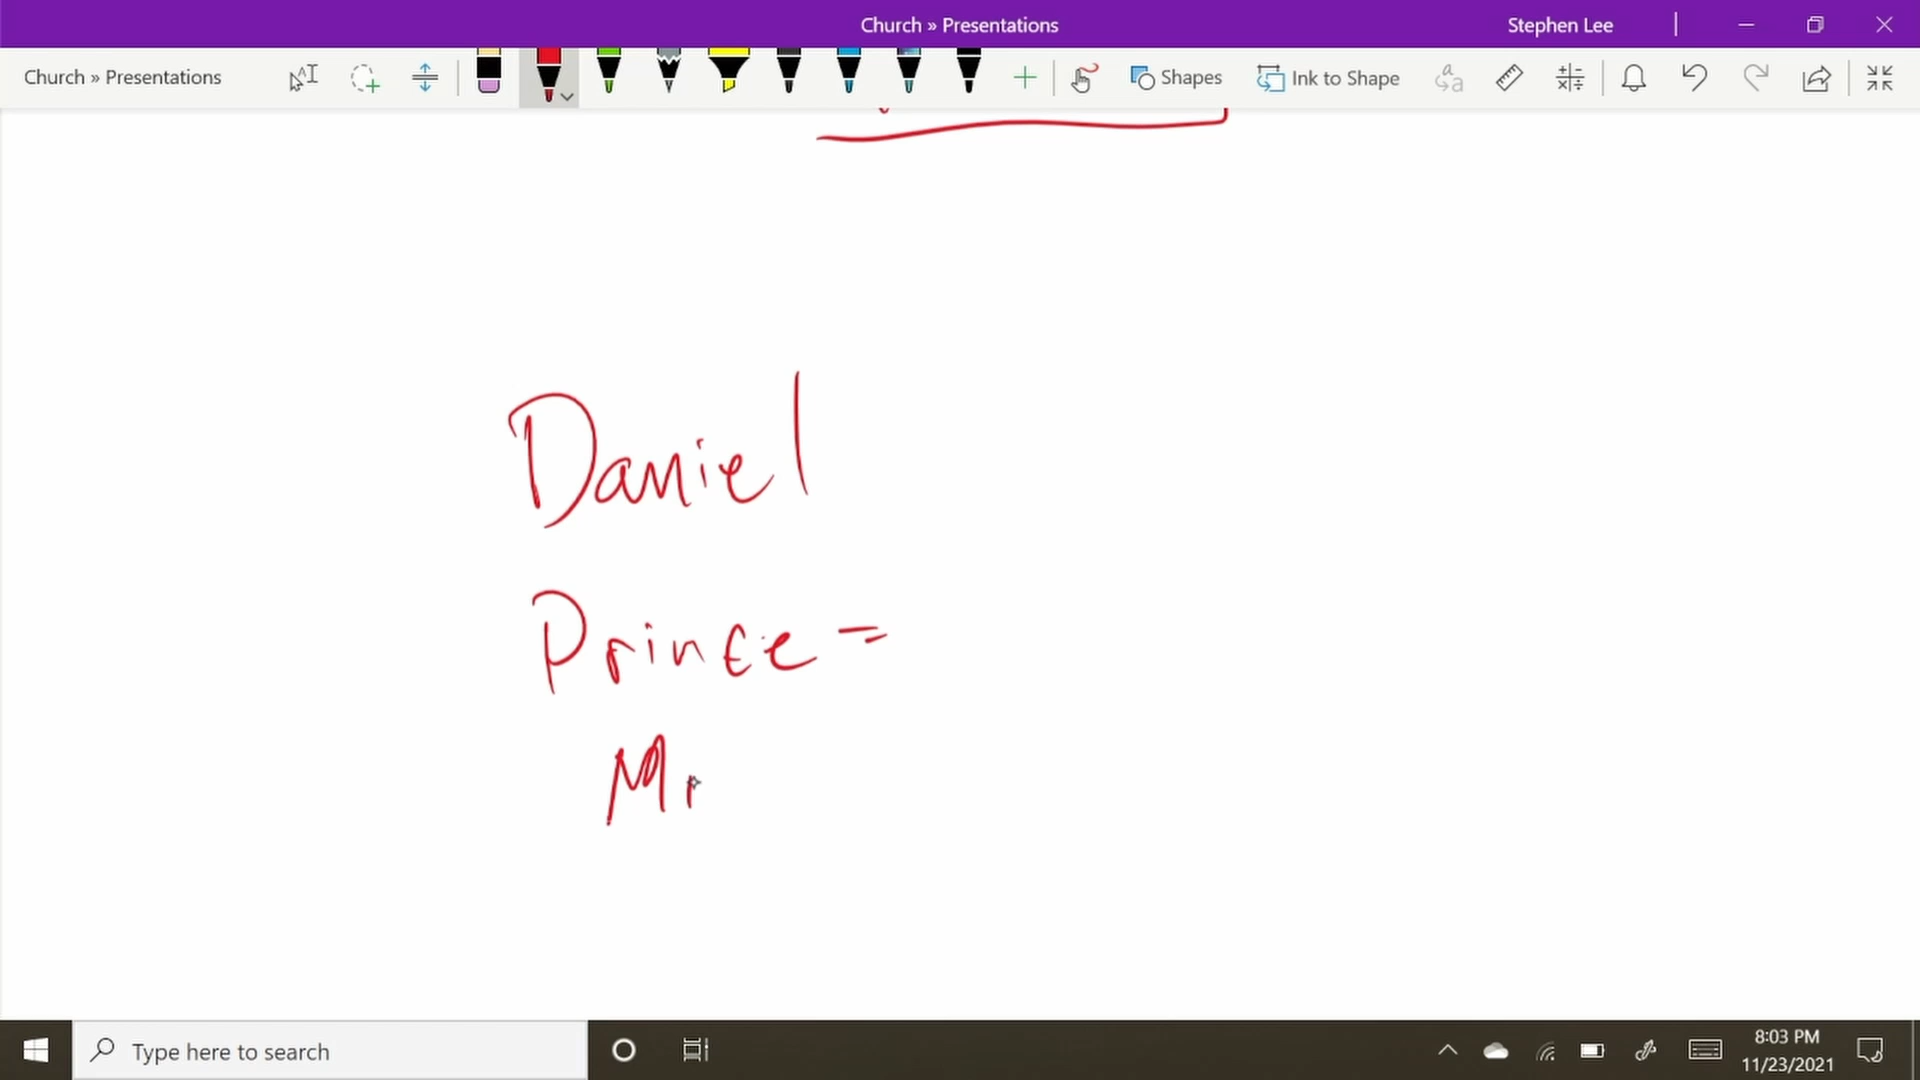 Church » Presentations
Stephen Lee
Church » Presentations
Shapes
Ink to Shape
Daniel
Prince =
Type here to search
8:03 PM
11/23/2021